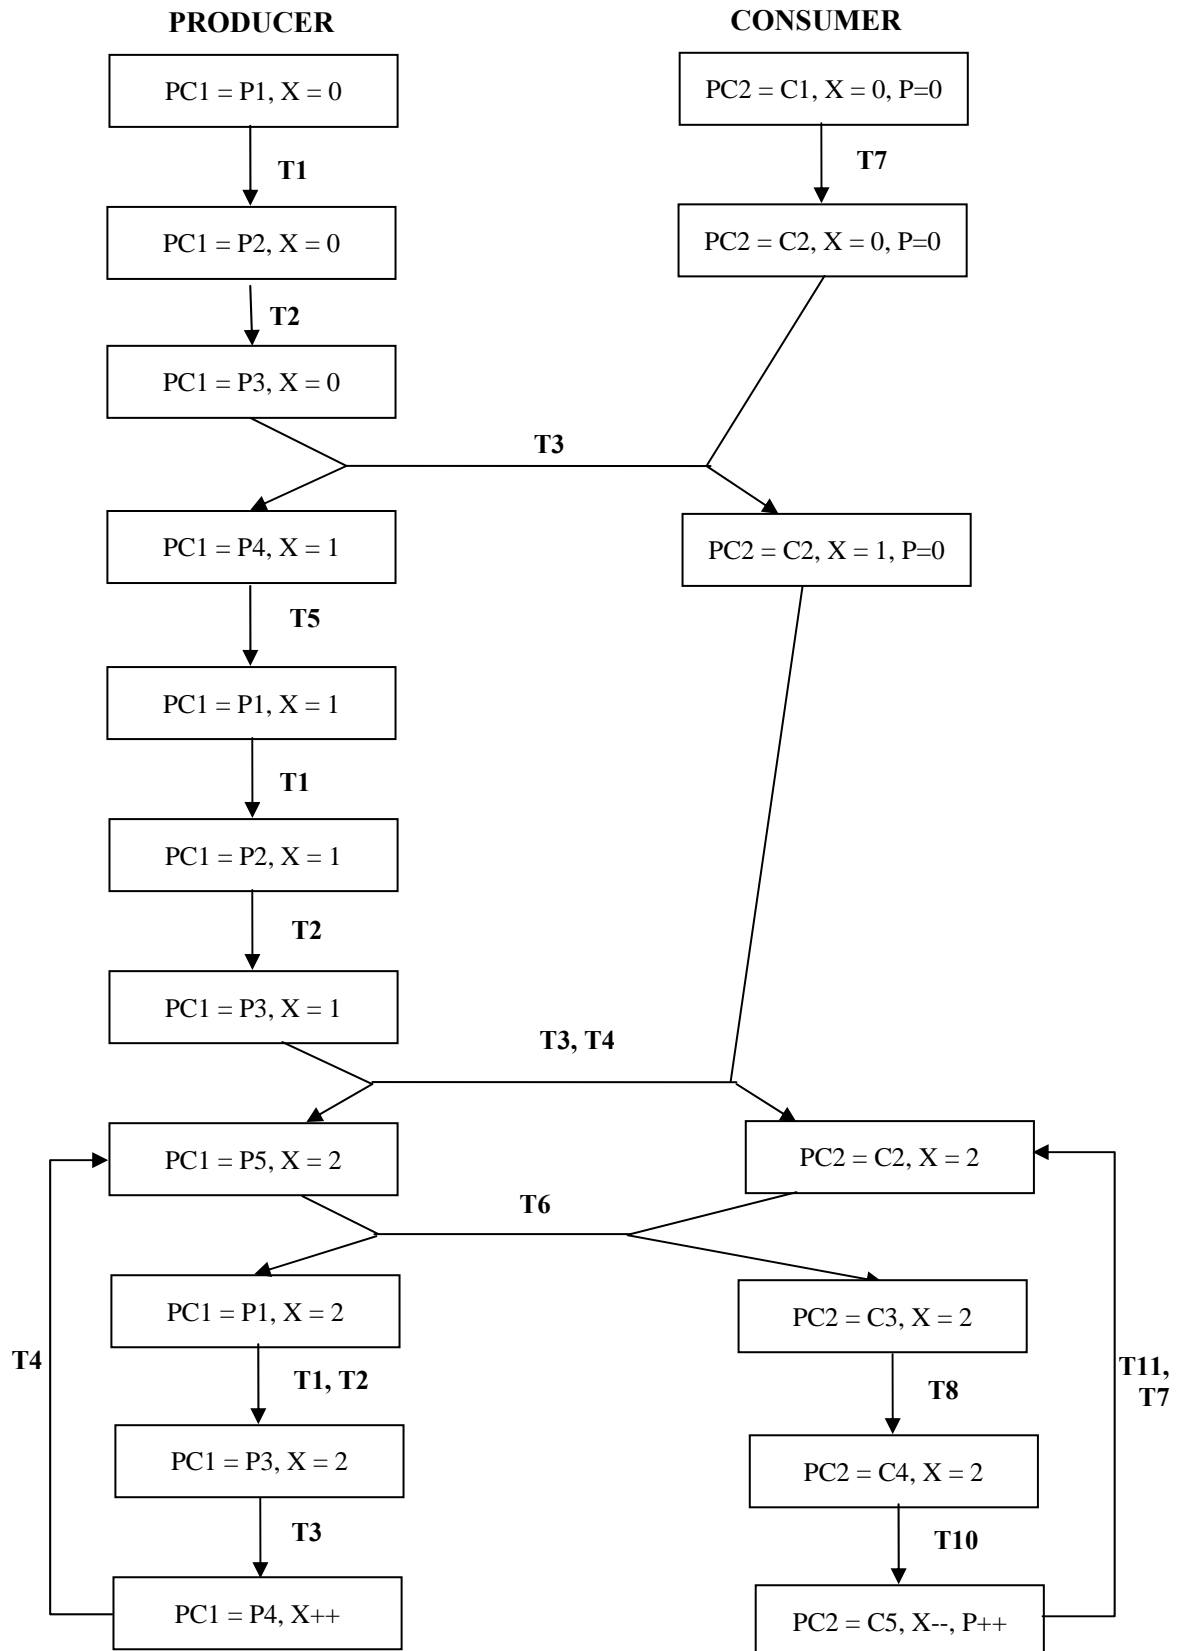 PRODUCER
CONSUMER
PC1 = P1, X = 0
PC2 = C1, X = 0, P=0
T1
T7
PC1 = P2, X = 0
PC2 = C2, X = 0, P=0
T2
PC1 = P3, X = 0
T3
PC1 = P4, X = 1
PC2 = C2, X = 1, P=0
T5
PC1 = P1, X = 1
T1
PC1 = P2, X = 1
T2
PC1 = P3, X = 1
T3, T4
PC1 = P5, X = 2
PC2 = C2, X = 2
T6
PC1 = P1, X = 2
PC2 = C3, X = 2
T4
T1, T2
T8
T11,
T7
PC1 = P3, X = 2
PC2 = C4, X = 2
T3
T10
PC1 = P4, X++
PC2 = C5, X--, P++